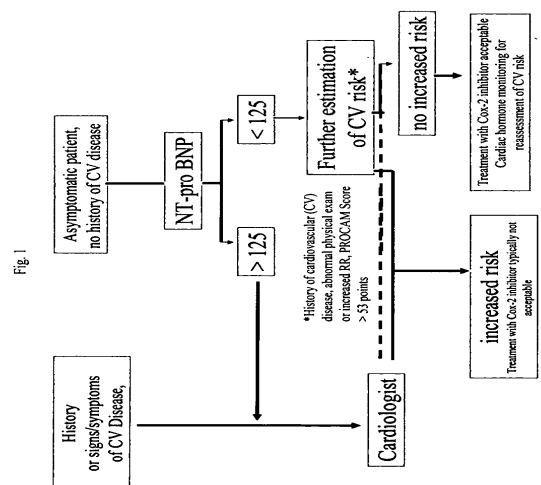 Fig. 1
History
or signs/symptoms
of CV Disease,
Asymptomatic patient,
no history of CV disease
NT-pro BNP
> 125
< 125
*History of cardiovascular (CV)
disease, abnormal physical exam
or increased RR, PROCAM Score
> 53 points
Further estimation
of CV risk*
Cardiologist
increased risk
Treatment with Cox-2 inhibitor typically not
acceptable
no increased risk
Treatment with Cox-2 inhibitor acceptable
Cardiac hormone monitoring for
reassessment of CV risk